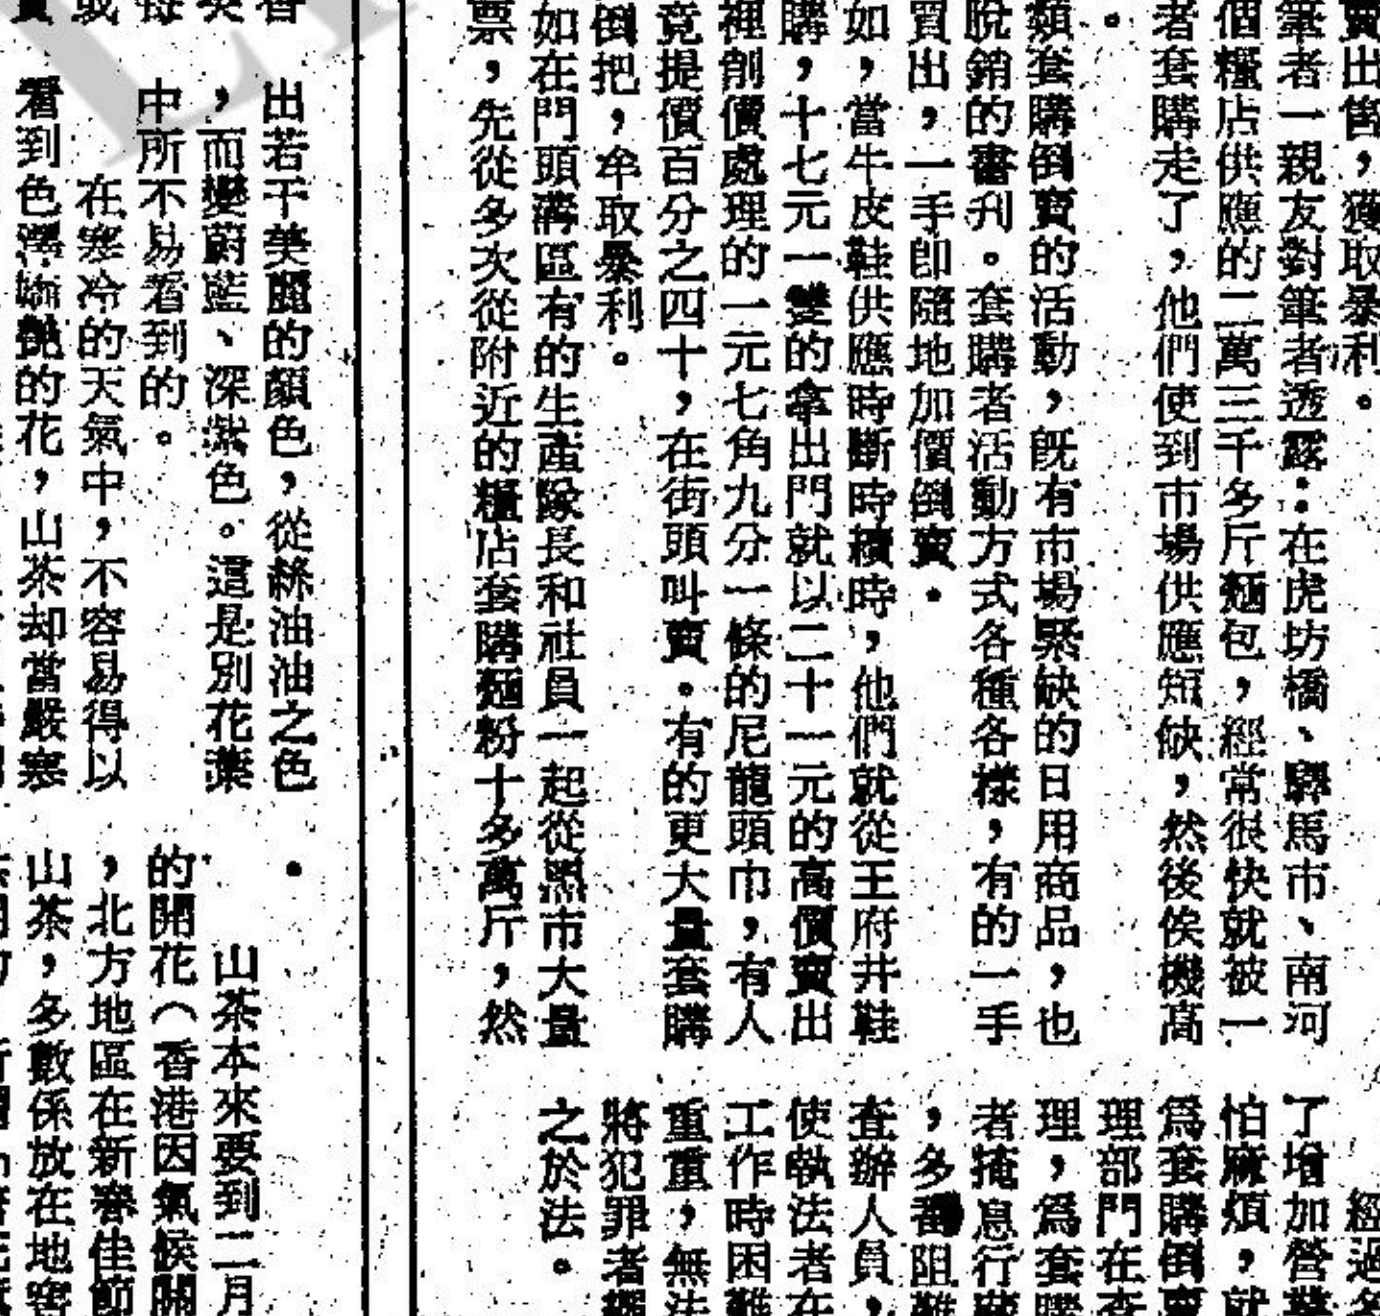 賣出售，獲取暴利。
筆者一親友對筆者透露：在虎坊橋、騾馬市、南河
個糧店供應的二萬三千多斤麵包，經常很快就被一
者套購走了，他們使到市場供應短缺，然後俟機高
。
類套購倒賣的活動，既有市場緊缺的日用商品，也
脫銷的書刋。套購者活動方式各種各樣，有的一手
買出，一手卽隨地加價倒賣。
如，當牛皮鞋供應時斷時續時，他們就從王府井鞋
購，十七元一雙的拿出門就以二十一元的高價賣出
裡削價處理的一元七角九分一條的尼龍頭巾，有人
竟提價百分之四十，在街頭叫賣。有的更大量套購
倒把，牟取暴利。
如在門頭溝區有的生產隊長和社員一起從黑市大量
票，先從多次從附近的糧店套購麵粉十多萬斤，然
經過多
了增加營業
怕麻煩，就
爲套購倒賣
理部門在查
理，爲套購
者掩息行
，多番阻難
查辦人員，
使執法者在
工作時困難
重重，無法
將犯罪者
之於法。
出若干美麗的顏色，從綠油油之色
，而變蔚藍、深紫色。這是別花葉
中所不易看到的。
在寒冷的天氣中，不容易得以
看到色澤艷的花，山茶却當嚴寒
山茶本來要到二月
的開花（香港因氣候關
，北方地區在新春佳節
山茶，多數係放在地窖